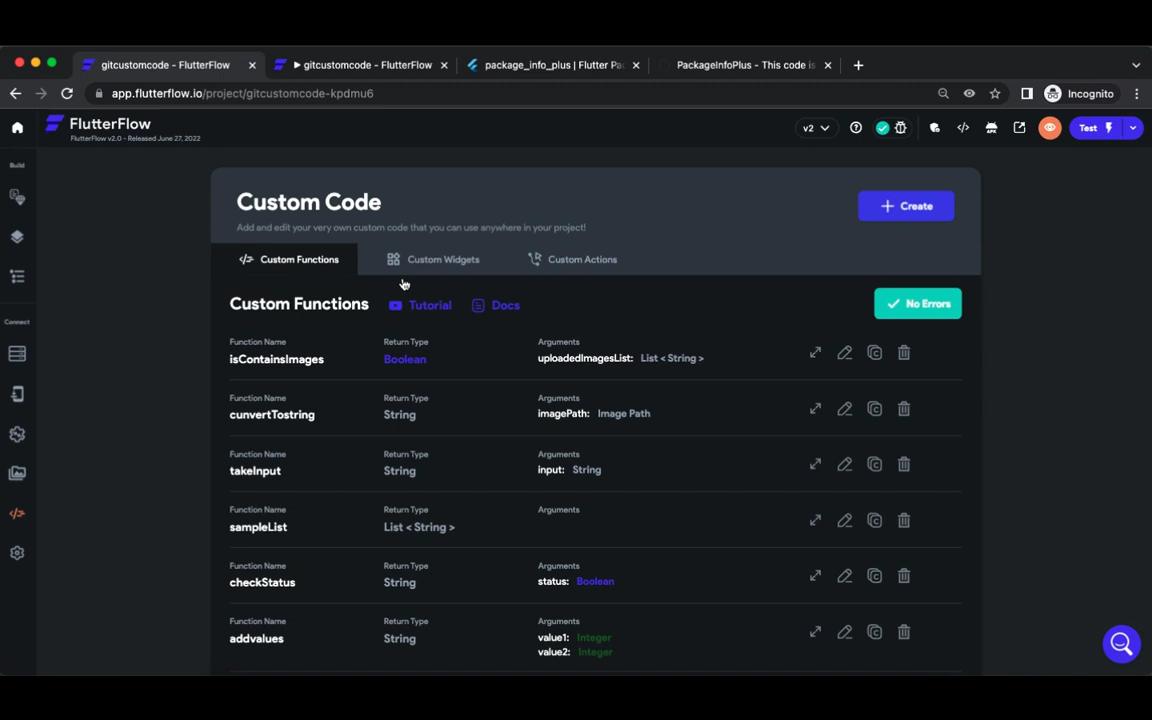 gitcustomcode - FlutterFlow
gitcustomcode - FlutterFlow
package_info_plus | Flutter Pac
PackageInfoPlus - This code is
app.flutterflow.io/project/gitcustomcode-kpdmu6
Incognito
FlutterFlow
FlutterFlow v2.0 - Released June 27, 2022
v2
Test
Build
Connect
Custom Code
Add and edit your very own custom code that you can use anywhere in your project!
Create
Custom Functions
Custom Widgets
Custom Actions
Custom Functions
Tutorial
Docs
No Errors
Function Name Return Type Arguments
isContainsImages Boolean uploadedImagesList: List < String >
Function Name Return Type Arguments
cunvertTostring String imagePath: Image Path
Function Name Return Type Arguments
takeInput String input: String
Function Name Return Type Arguments
sampleList List < String >
Function Name Return Type Arguments
checkStatus String status: Boolean
Function Name Return Type Arguments
addvalues String value1: Integer
value2: Integer